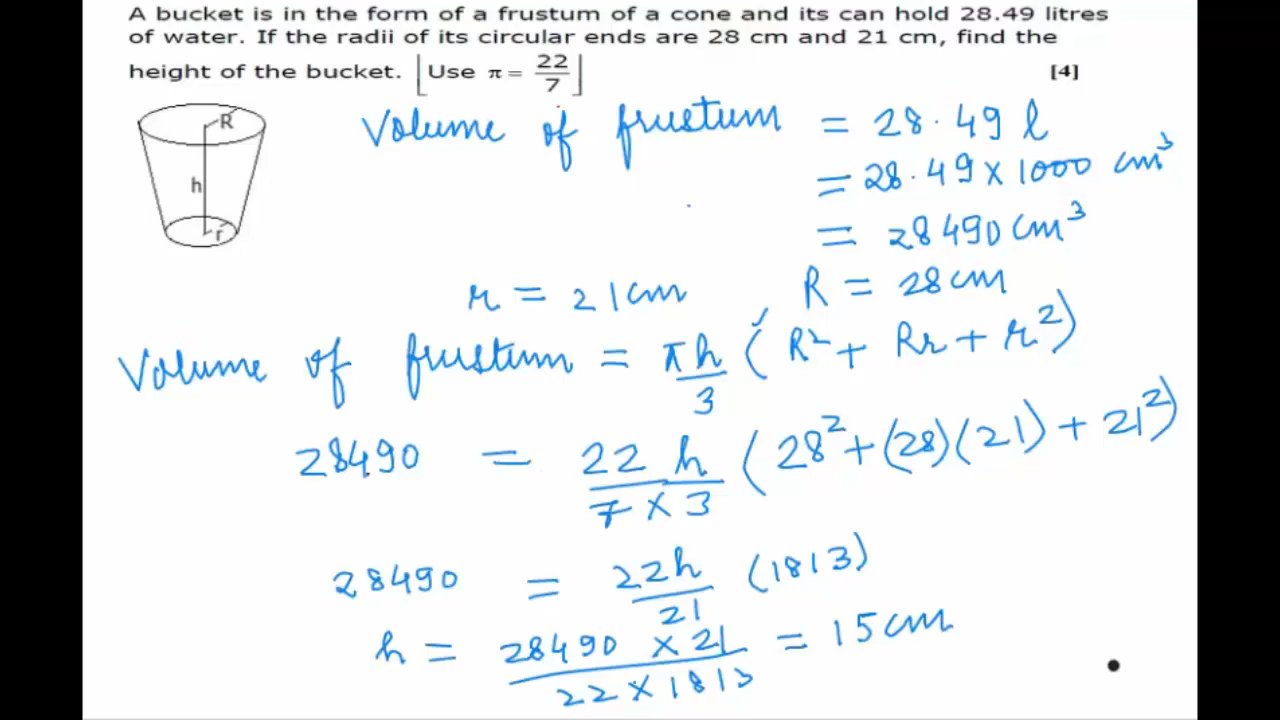 A bucket is in the form of a frustum of a cone and its can hold 28.49 litres
of water. If the radii of its circular ends are 28 cm and 21 cm, find the
height of the bucket. [Use π = 22/7] [4]
R
h
r
Volume of frustum = 28.49 l
= 28.49 × 1000 cm³
= 28490 cm³
r = 21 cm R = 28 cm
Volume of frustum = πh/3 (R² + Rr + r²)
28490 = 22 h/7 × 3 (28² + (28)(21) + 21²)
28490 = 22h/21 (1813)
h = 28490 × 21/22 × 1813 = 15 cm